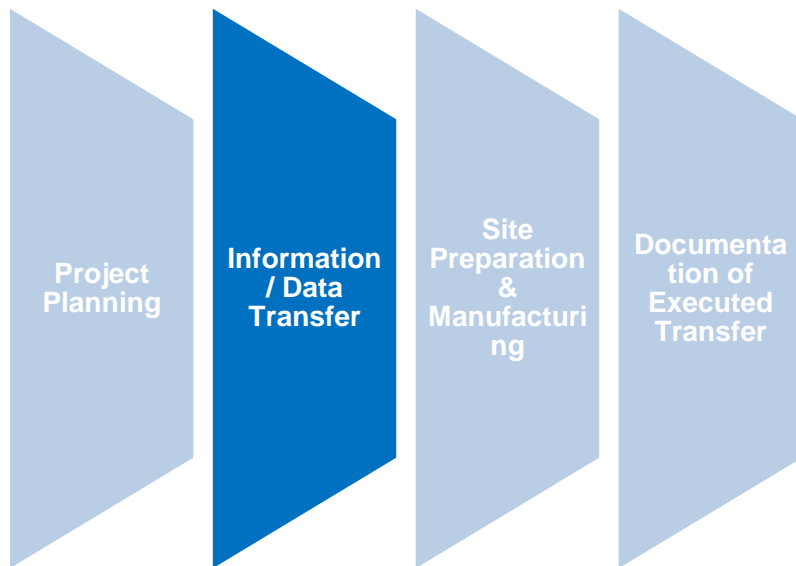 Project
Planning
Information
/ Data
Transfer
Site
Preparation
&
Manufacturi
ng
Documenta
tion of
Executed
Transfer